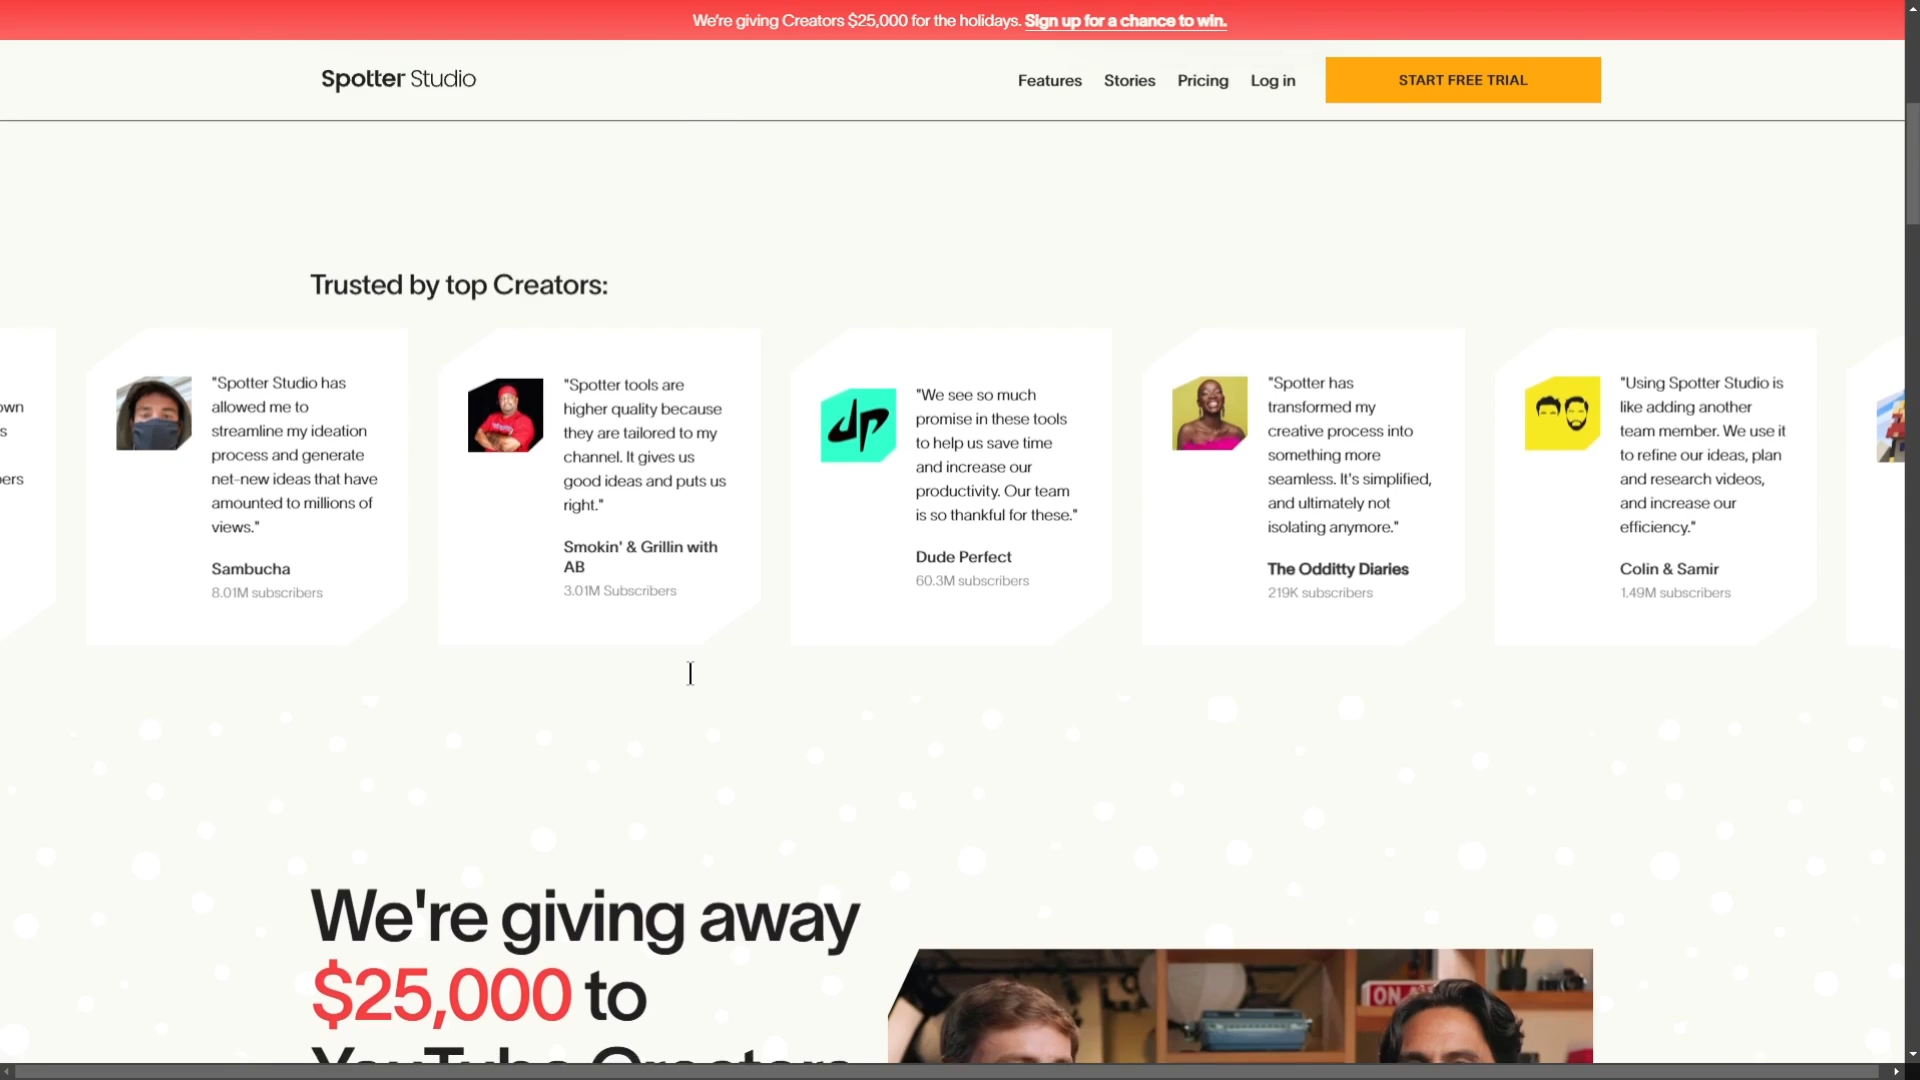 We're giving Creators $25,000 for the holidays. Sign up for a chance to win.
Spotter Studio
Features
Stories
Pricing
Log in
START FREE TRIAL
Trusted by top Creators:
own
s
ers
"Spotter Studio has
allowed me to
streamline my ideation
process and generate
net-new ideas that have
amounted to millions of
views."
Sambucha
8.01M subscribers
"Spotter tools are
higher quality because
they are tailored to my
channel. It gives us
good ideas and puts us
right."
Smokin' & Grillin with
AB
3.01M Subscribers
dp
"We see so much
promise in these tools
to help us save time
and increase our
productivity. Our team
is so thankful for these."
Dude Perfect
60.3M subscribers
"Spotter has
transformed my
creative process into
something more
seamless. It's simplified,
and ultimately not
isolating anymore."
The Oddity Diaries
219K subscribers
"Using Spotter Studio is
like adding another
team member. We use it
to refine our ideas, plan
and research videos,
and increase our
efficiency."
Colin & Samir
1.49M subscribers
We're giving away
$25,000 to
YouTube Creators
ON A